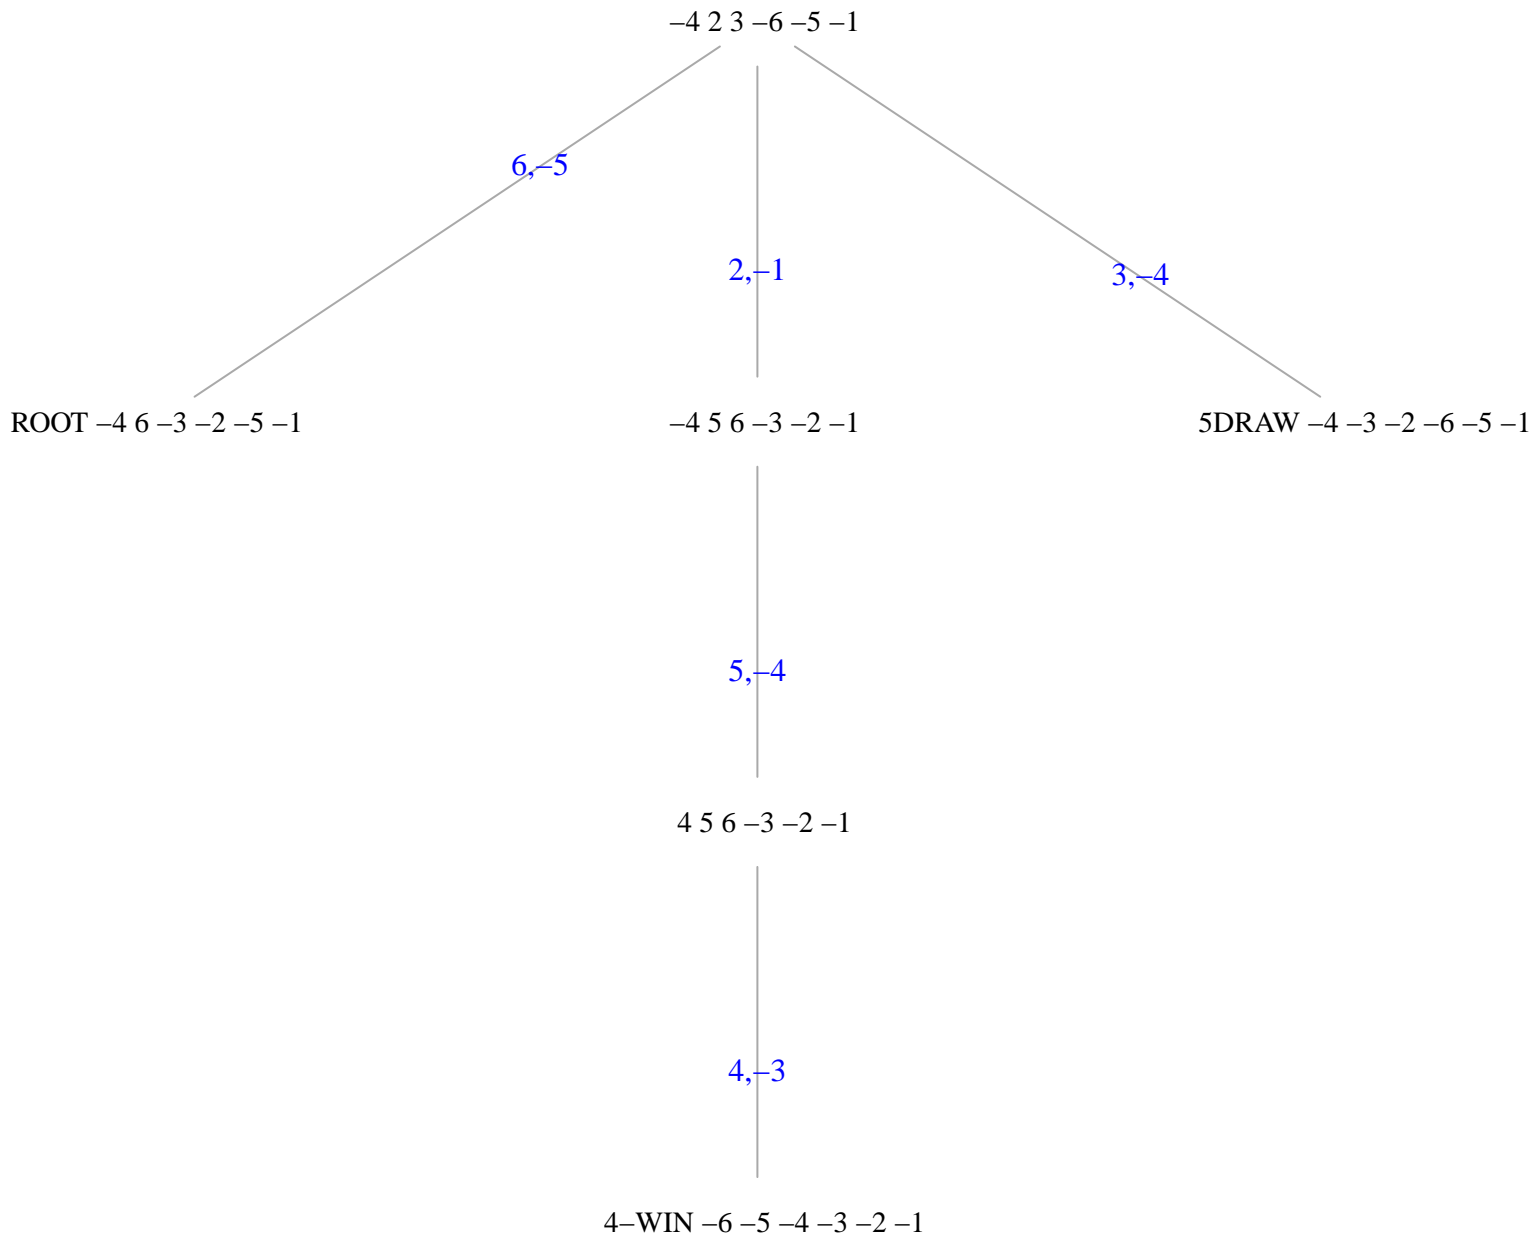 –4 2 3 –6 –5 –1
6,–5
2,–1
3,–4
ROOT –4 6 –3 –2 –5 –1
–4 5 6 –3 –2 –1
5DRAW –4 –3 –2 –6 –5 –1
5,–4
4 5 6 –3 –2 –1
4,–3
4–WIN –6 –5 –4 –3 –2 –1